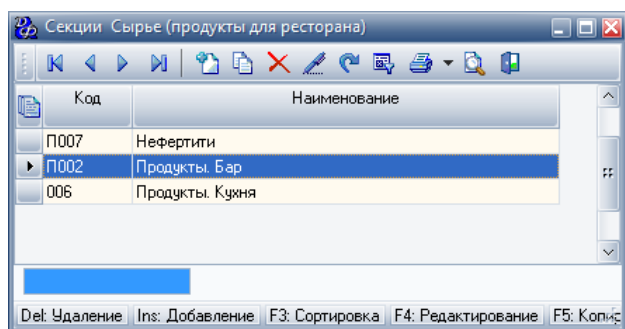 Секции Сырье (продукты для ресторана)
Код Наименование
П007 Нефертити
П002 Продукты. Бар
006 Продукты. Кухня
Del: Удаление Ins: Добавление F3: Сортировка F4: Редактирование F5: Копис